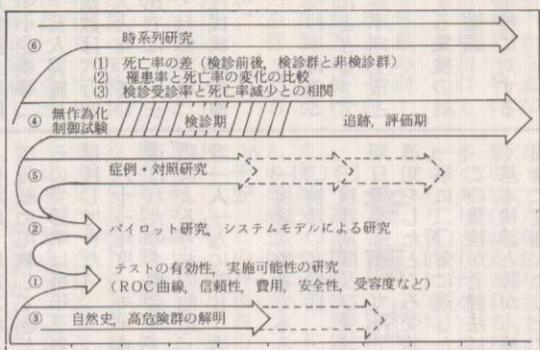 ⑥
時系列研究
(1) 死亡率の差（検診前後，検診群と非検診群）
(2) 罹患率と死亡率の変化の比較
(3) 検診受診率と死亡率減少との相関
④
無作為化
制御試験
検診期
追跡，評価期
⑤
症例・対照研究
②
パイロット研究，システムモデルによる研究
①
テストの有効性，実施可能性の研究
（ROC曲線，信頼性，費用，安全性，受容度など）
③
自然史，高危険群の解明